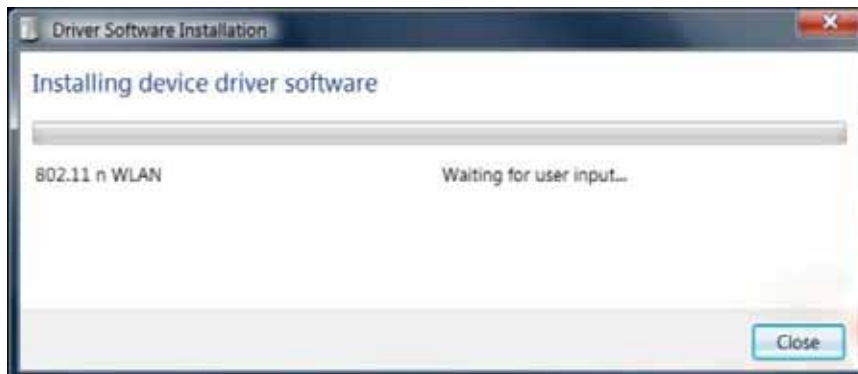 Driver Software Installation
Installing device driver software
802.11 n WLAN Waiting for user input...
Close